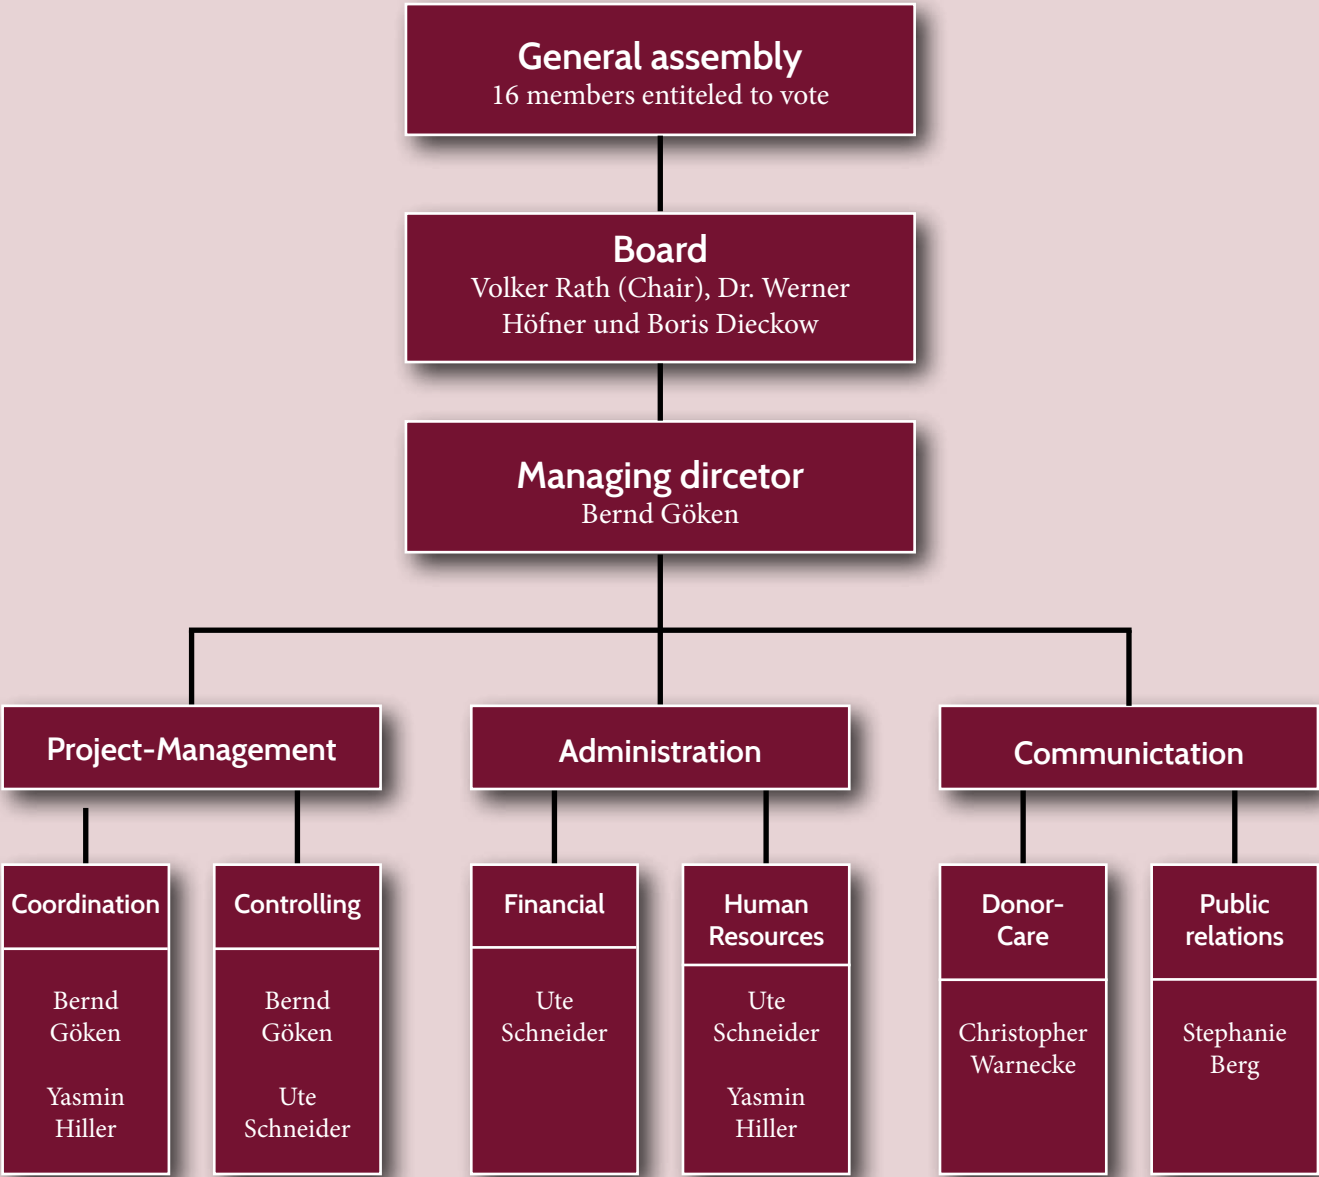 General assembly
16 members entiteled to vote
Board
Volker Rath (Chair), Dr. Werner
Höfner und Boris Dieckow
Managing dircetor
Bernd Göken
Project-Management
Administration
Communictation
Coordination
Bernd
Göken
Yasmin
Hiller
Controlling
Bernd
Göken
Ute
Schneider
Financial
Ute
Schneider
Human
Resources
Ute
Schneider
Yasmin
Hiller
Donor-
Care
Christopher
Warnecke
Public
relations
Stephanie
Berg